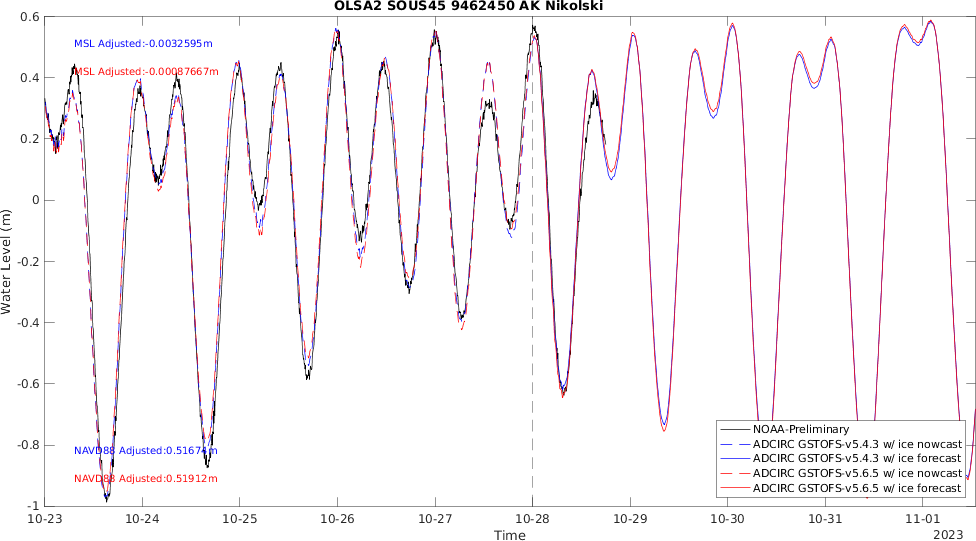 OLSA2 SOUS45 9462450 AK Nikolski
MSL Adjusted:-0.0032595m
MSL Adjusted:-0.00087667m
NAVD88 Adjusted:0.51674m
NAVD88 Adjusted:0.51912m
Water Level (m)
0.6
0.4
0.2
0
-0.2
-0.4
-0.6
-0.8
-1
NOAA-Preliminary
ADCIRC GSTOFS-v5.4.3 w/ ice nowcast
ADCIRC GSTOFS-v5.4.3 w/ ice forecast
ADCIRC GSTOFS-v5.6.5 w/ ice nowcast
ADCIRC GSTOFS-v5.6.5 w/ ice forecast
10-23 10-24 10-25 10-26 10-27 10-28 10-29 10-30 10-31 11-01
Time
2023